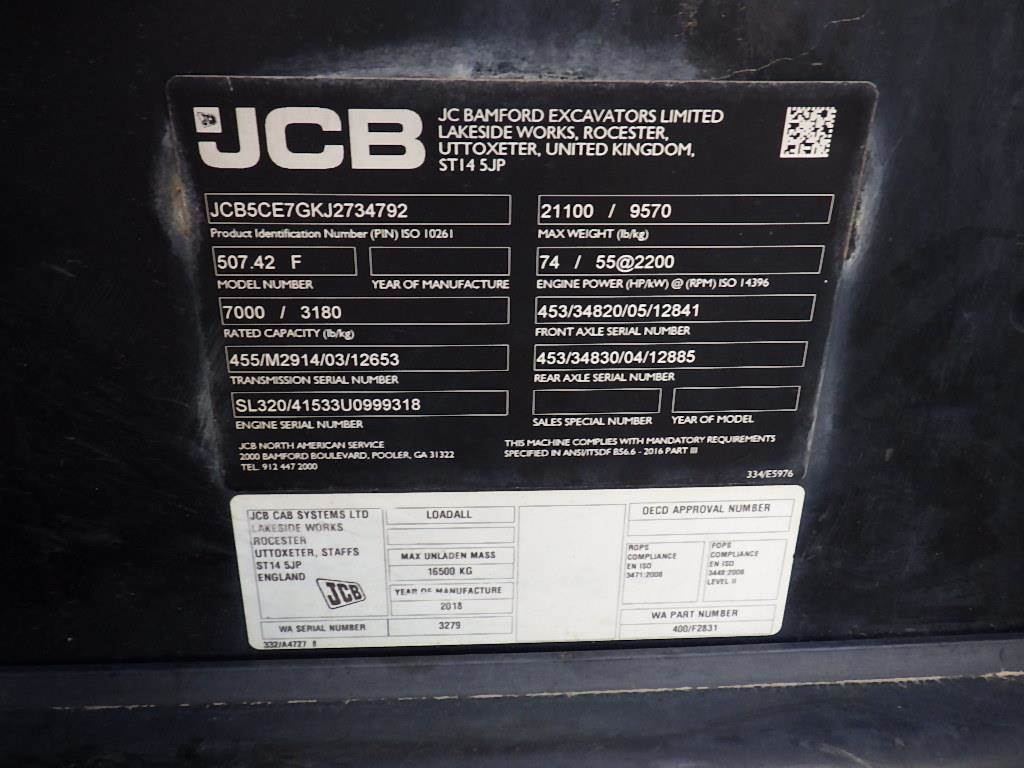 JCB
JC BAMFORD EXCAVATORS LIMITED
LAKESIDE WORKS, ROCESTER,
UTTOXETER, UNITED KINGDOM,
ST14 5JP
JCB5CE7GKJ2734792
Product Identification Number (PIN) ISO 10261
507.42 F
MODEL NUMBER
YEAR OF MANUFACTURE
7000 / 3180
RATED CAPACITY (lb/kg)
455/M2914/03/12653
TRANSMISSION SERIAL NUMBER
SL320/41533U0999318
ENGINE SERIAL NUMBER
21100 / 9570
MAX WEIGHT (lb/kg)
74 / 55@2200
ENGINE POWER (HP/kW) @ (RPM) ISO 14396
453/34820/05/12841
FRONT AXLE SERIAL NUMBER
453/34830/04/12885
REAR AXLE SERIAL NUMBER
SALES SPECIAL NUMBER
YEAR OF MODEL
JCB NORTH AMERICAN SERVICE
2000 BAMFORD BOULEVARD, POOLER, GA 31322
TEL. 912 447 2000
THIS MACHINE COMPLIES WITH MANDATORY REQUIREMENTS
SPECIFIED IN ANSI/ITSDF B56.6 - 2016 PART III
334/E5976
JCB CAB SYSTEMS LTD
LAKESIDE WORKS
ROCESTER
UTTOXETER, STAFFS
ST14 5JP
ENGLAND
JCB
WA SERIAL NUMBER
332/A4727 8
LOADALL
MAX UNLADEN MASS
16500 KG
YEAR OF MANUFACTURE
2018
3279
OECD APPROVAL NUMBER
ROPS
COMPLIANCE
EN ISO
3471:2008
FOPS
COMPLIANCE
EN ISO
3449:2008
LEVEL II
WA PART NUMBER
400/F2831